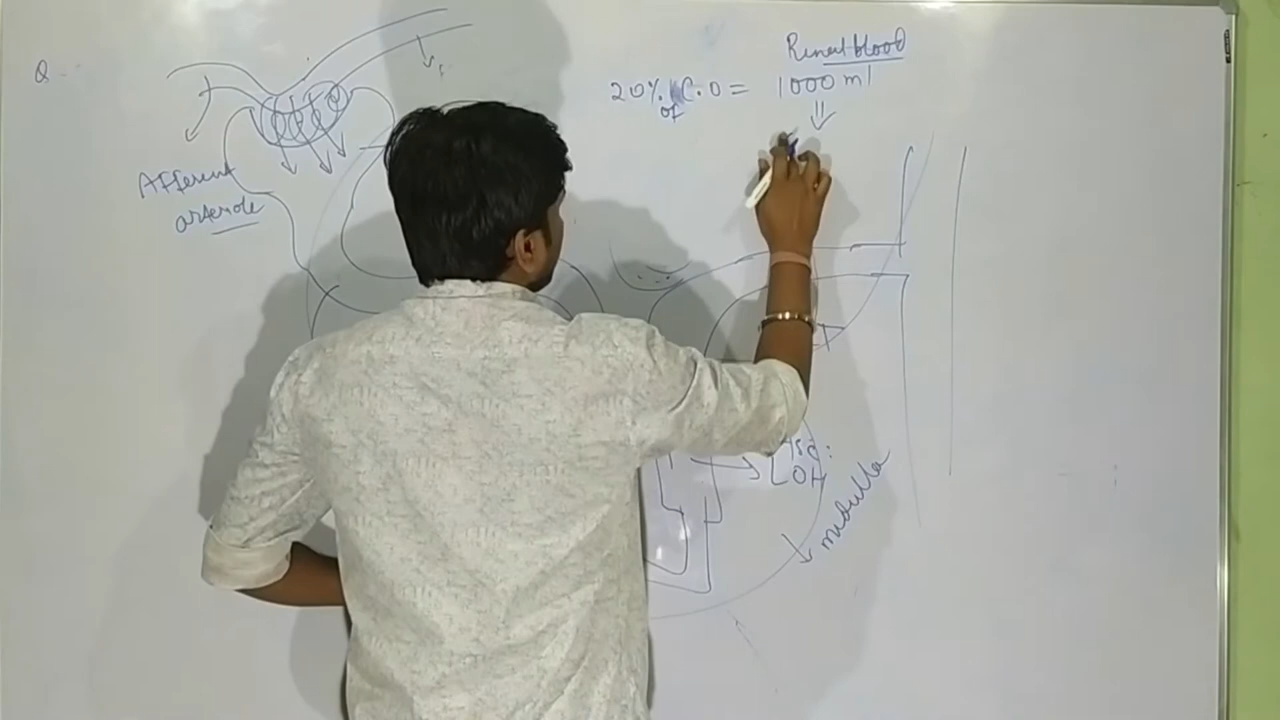 Q
Renal blood
20% C.O = 1000 ml
of
Afferent
arteriole
LOH
medulla